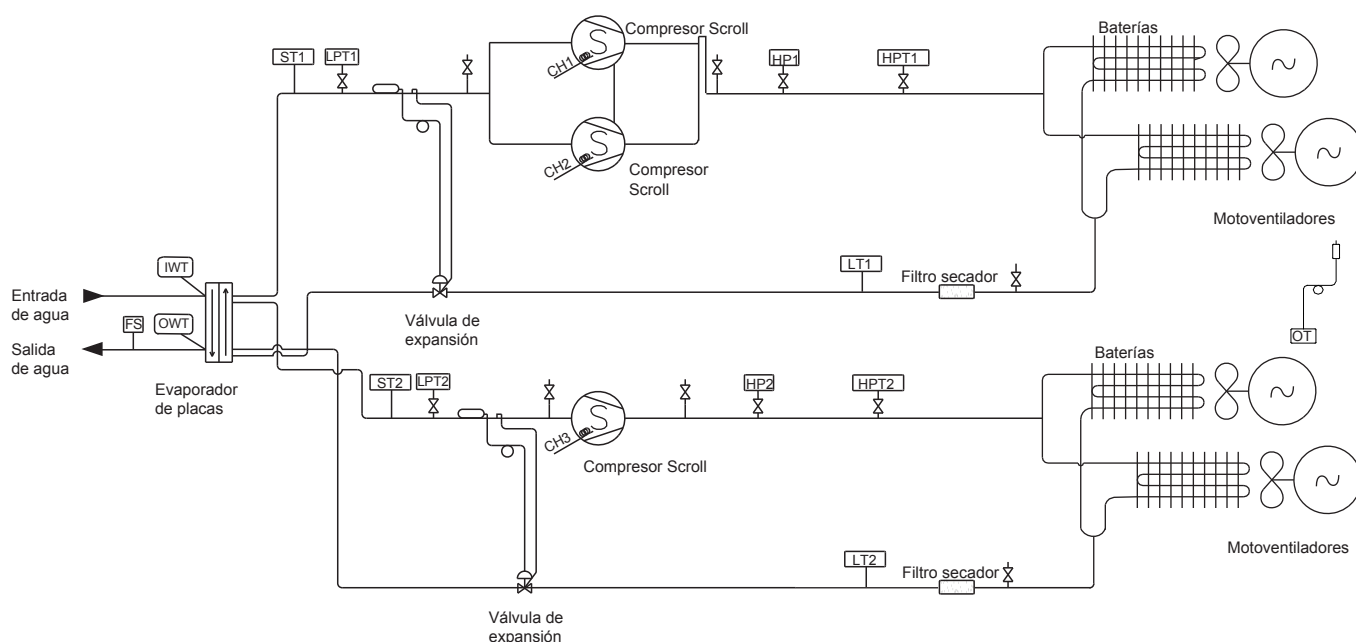 Compresor Scroll
Baterías
ST1
LPT1
CH1
HP1
HPT1
CH2
Compresor
Scroll
Motoventiladores
IWT
LT1
Filtro secador
Entrada
de agua
FS
OWT
Válvula de
expansión
OT
Salida
de agua
Evaporador
de placas
Baterías
ST2
LPT2
HP2
HPT2
CH3
Compresor Scroll
Motoventiladores
LT2
Filtro secador
Válvula de
expansión